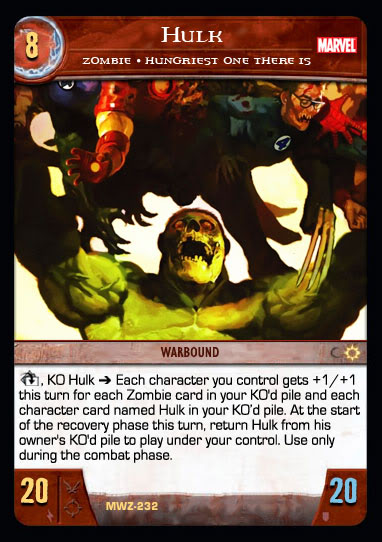 8
Hulk
MARVEL
Zombie • Hungriest One There Is
WARBOUND
, KO Hulk ➔ Each character you control gets +1/+1
this turn for each Zombie card in your KO'd pile and each
character card named Hulk in your KO'd pile. At the start
of the recovery phase this turn, return Hulk from his
owner's KO'd pile to play under your control. Use only
during the combat phase.
20
MWZ-232
20